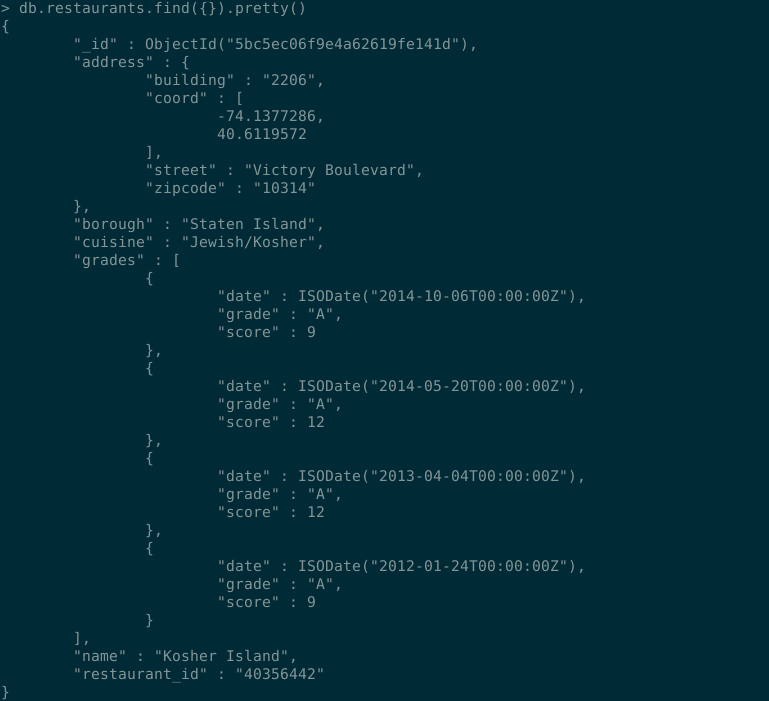 > db.restaurants.find({}).pretty()
{
        "_id" : ObjectId("5bc5ec06f9e4a62619fe141d"),
        "address" : {
                "building" : "2206",
                "coord" : [
                        -74.1377286,
                        40.6119572
                ],
                "street" : "Victory Boulevard",
                "zipcode" : "10314"
        },
        "borough" : "Staten Island",
        "cuisine" : "Jewish/Kosher",
        "grades" : [
                {
                        "date" : ISODate("2014-10-06T00:00:00Z"),
                        "grade" : "A",
                        "score" : 9
                },
                {
                        "date" : ISODate("2014-05-20T00:00:00Z"),
                        "grade" : "A",
                        "score" : 12
                },
                {
                        "date" : ISODate("2013-04-04T00:00:00Z"),
                        "grade" : "A",
                        "score" : 12
                },
                {
                        "date" : ISODate("2012-01-24T00:00:00Z"),
                        "grade" : "A",
                        "score" : 9
                }
        ],
        "name" : "Kosher Island",
        "restaurant_id" : "40356442"
}